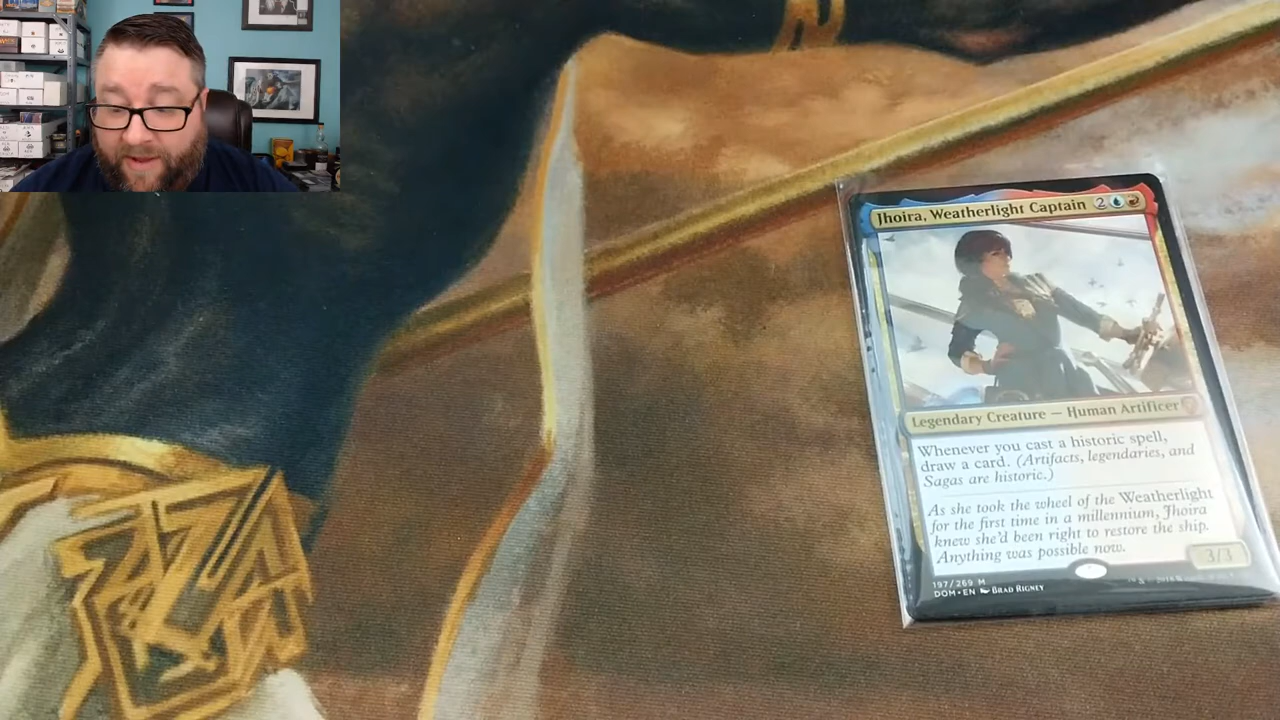 Jhoira, Weatherlight Captain 2
Legendary Creature — Human Artificer
Whenever you cast a historic spell,
draw a card. (Artifacts, legendaries, and
Sagas are historic.)
As she took the wheel of the Weatherlight
for the first time in a millennium, Jhoira
knew she'd been right to restore the ship.
Anything was possible now.
3/3
197/269 M
DOM • EN BRAD RIGNEY